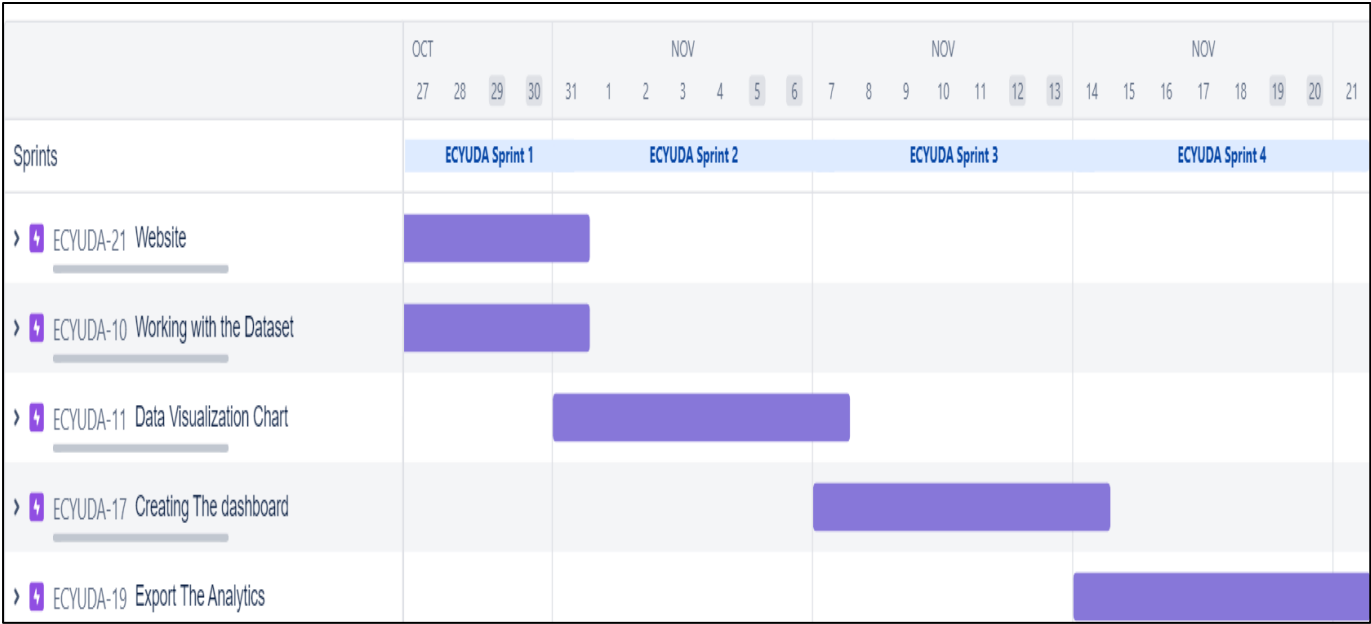 OCT NOV NOV NOV
27 28 29 30 31 1 2 3 4 5 6 7 8 9 10 11 12 13 14 15 16 17 18 19 20 21
Sprints ECYUDA Sprint 1 ECYUDA Sprint 2 ECYUDA Sprint 3 ECYUDA Sprint 4
ECYUDA-21 Website
ECYUDA-10 Working with the Dataset
ECYUDA-11 Data Visualization Chart
ECYUDA-17 Creating The dashboard
ECYUDA-19 Export The Analytics